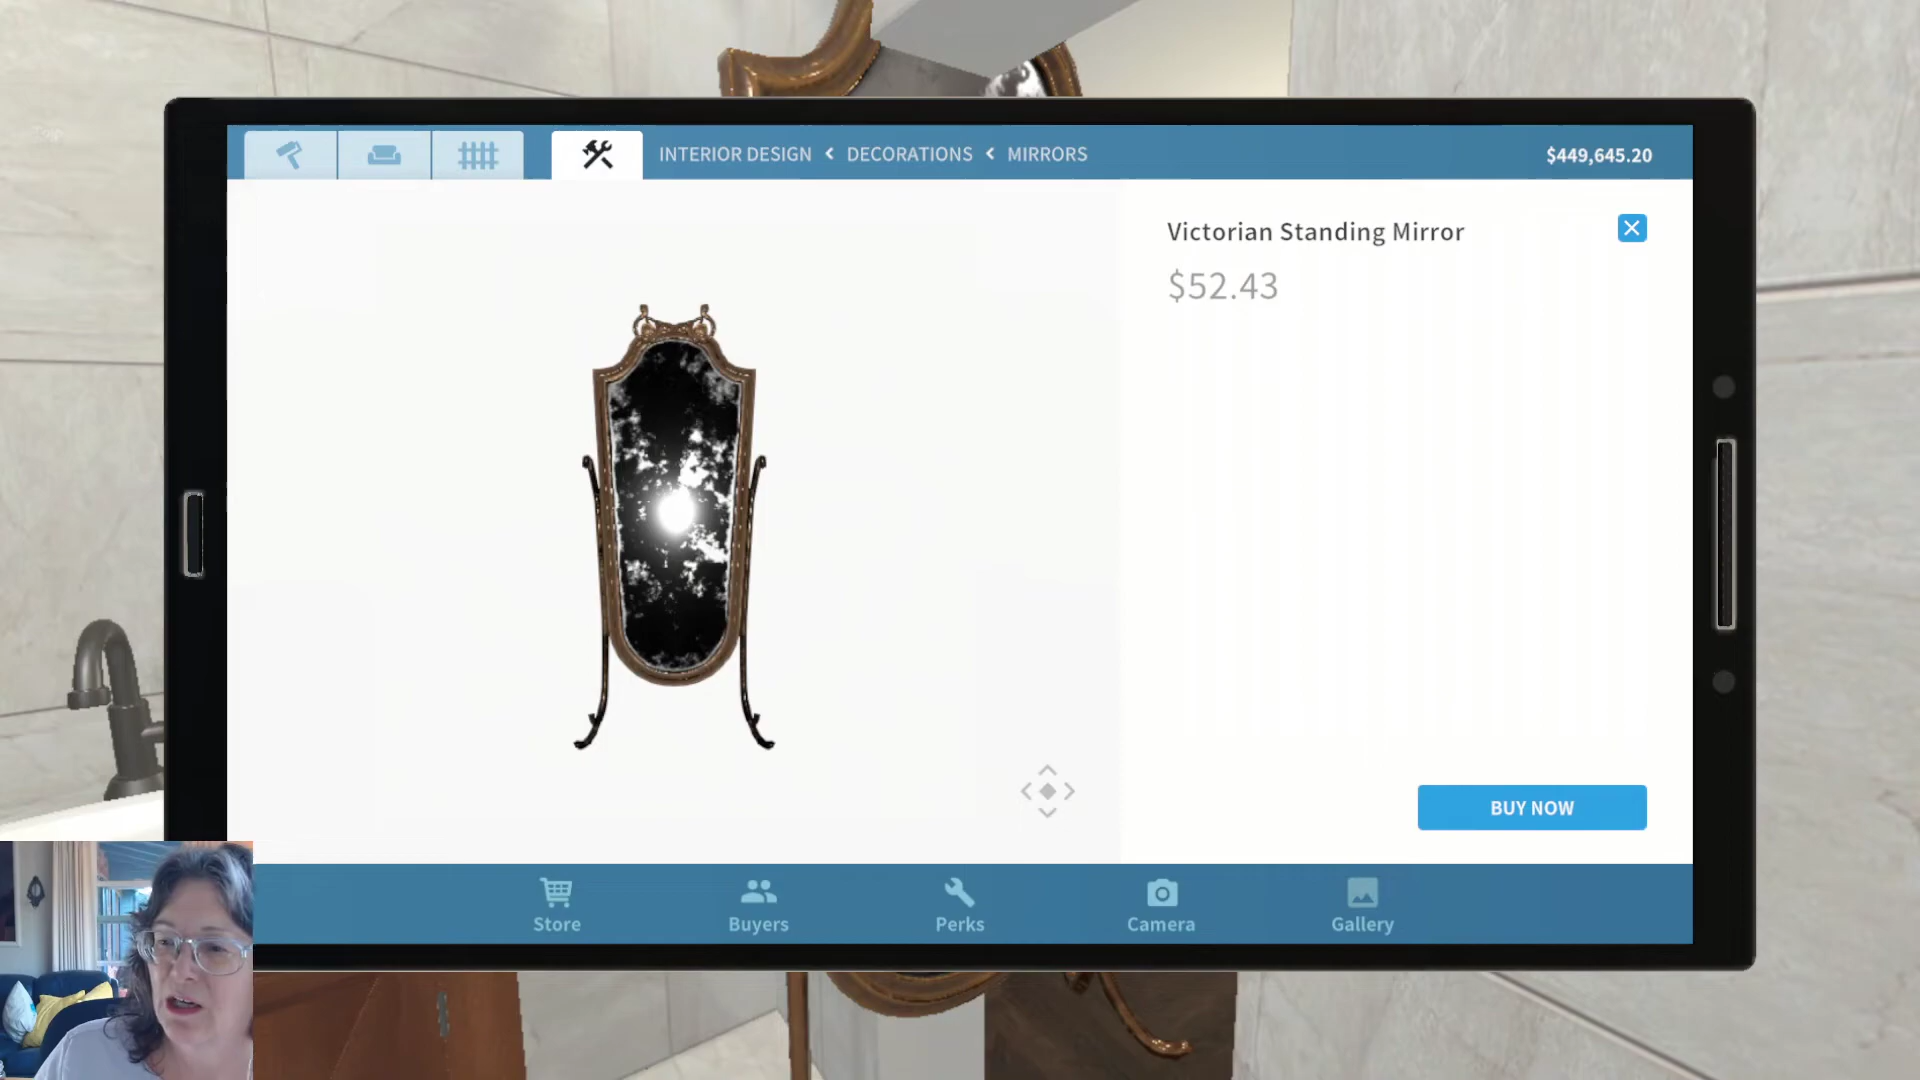 INTERIOR DESIGN < DECORATIONS < MIRRORS
$449,645.20
Victorian Standing Mirror
$52.43
BUY NOW
Store
Buyers
Perks
Camera
Gallery